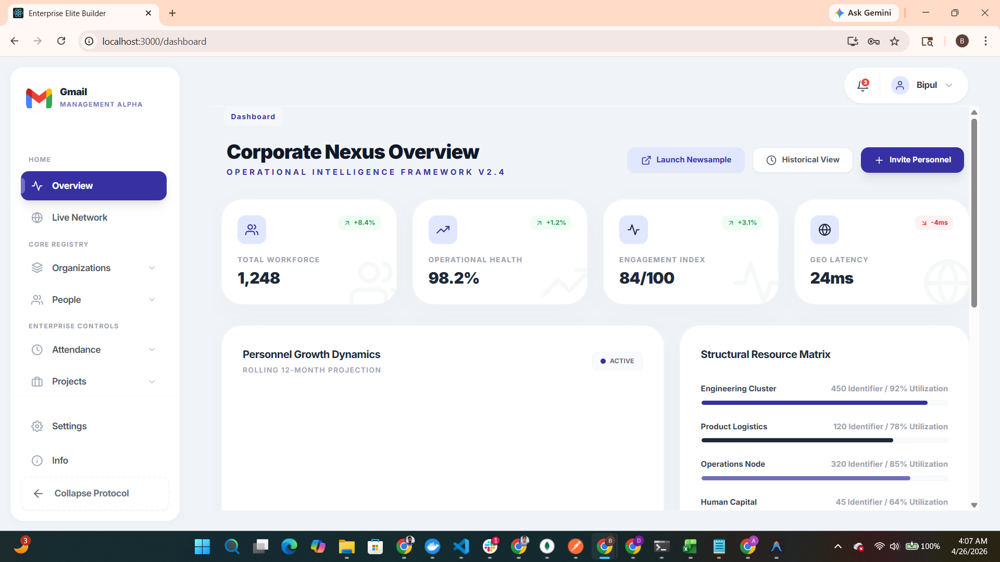 Enterprise Elite Builder
Ask Gemini
localhost:3000/dashboard
B
Gmail
MANAGEMENT ALPHA
3
Bipul
HOME
Overview
Live Network
CORE REGISTRY
Organizations
People
ENTERPRISE CONTROLS
Attendance
Projects
Settings
Info
Collapse Protocol
Dashboard
Corporate Nexus Overview
OPERATIONAL INTELLIGENCE FRAMEWORK V2.4
Launch Newsample
Historical View
Invite Personnel
+8.4%
TOTAL WORKFORCE
1,248
+1.2%
OPERATIONAL HEALTH
98.2%
+3.1%
ENGAGEMENT INDEX
84/100
-4ms
GEO LATENCY
24ms
Personnel Growth Dynamics
ROLLING 12-MONTH PROJECTION
ACTIVE
Structural Resource Matrix
Engineering Cluster 450 Identifier / 92% Utilization
Product Logistics 120 Identifier / 78% Utilization
Operations Node 320 Identifier / 85% Utilization
Human Capital 45 Identifier / 64% Utilization
3
1
B
D
A
100%
4:07 AM
4/26/2026